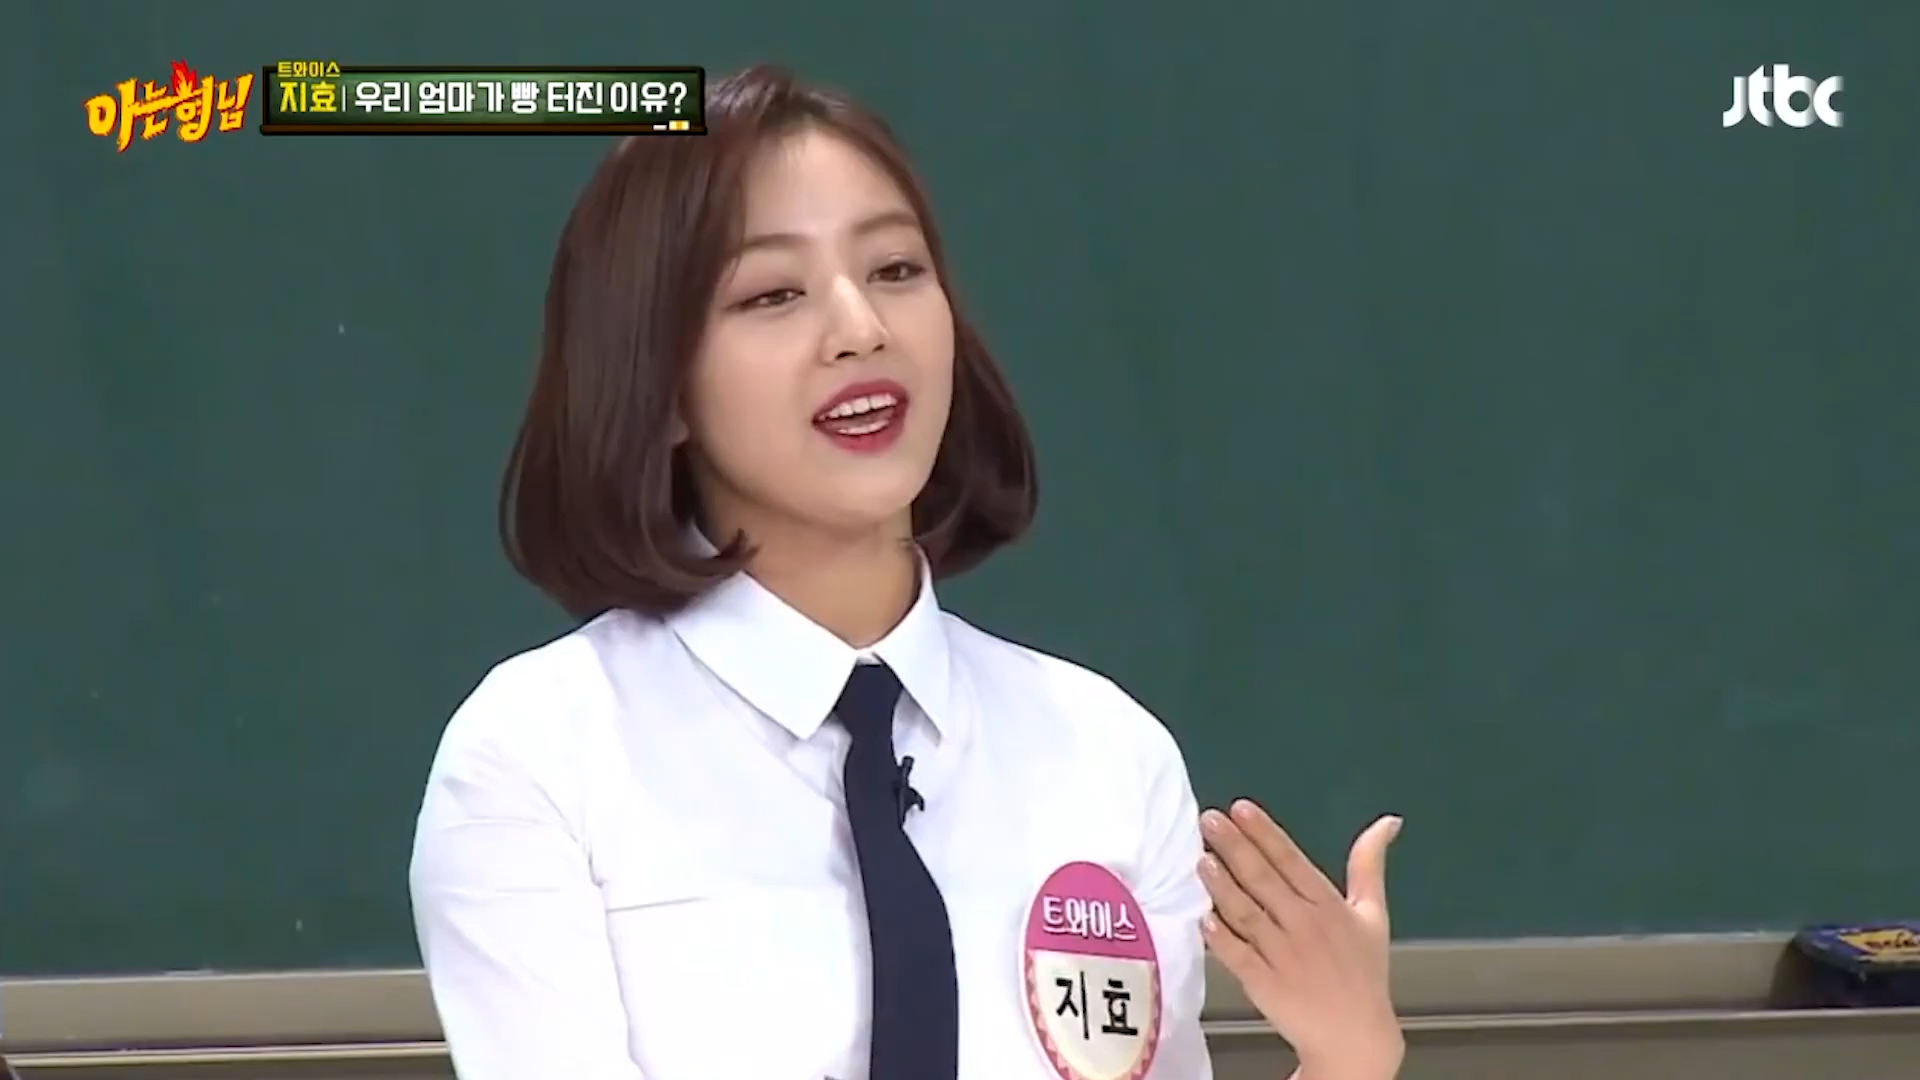 아는형님
트와이스
지효 | 우리 엄마가 빵 터진 이유?
jtbc
트와이스
지효